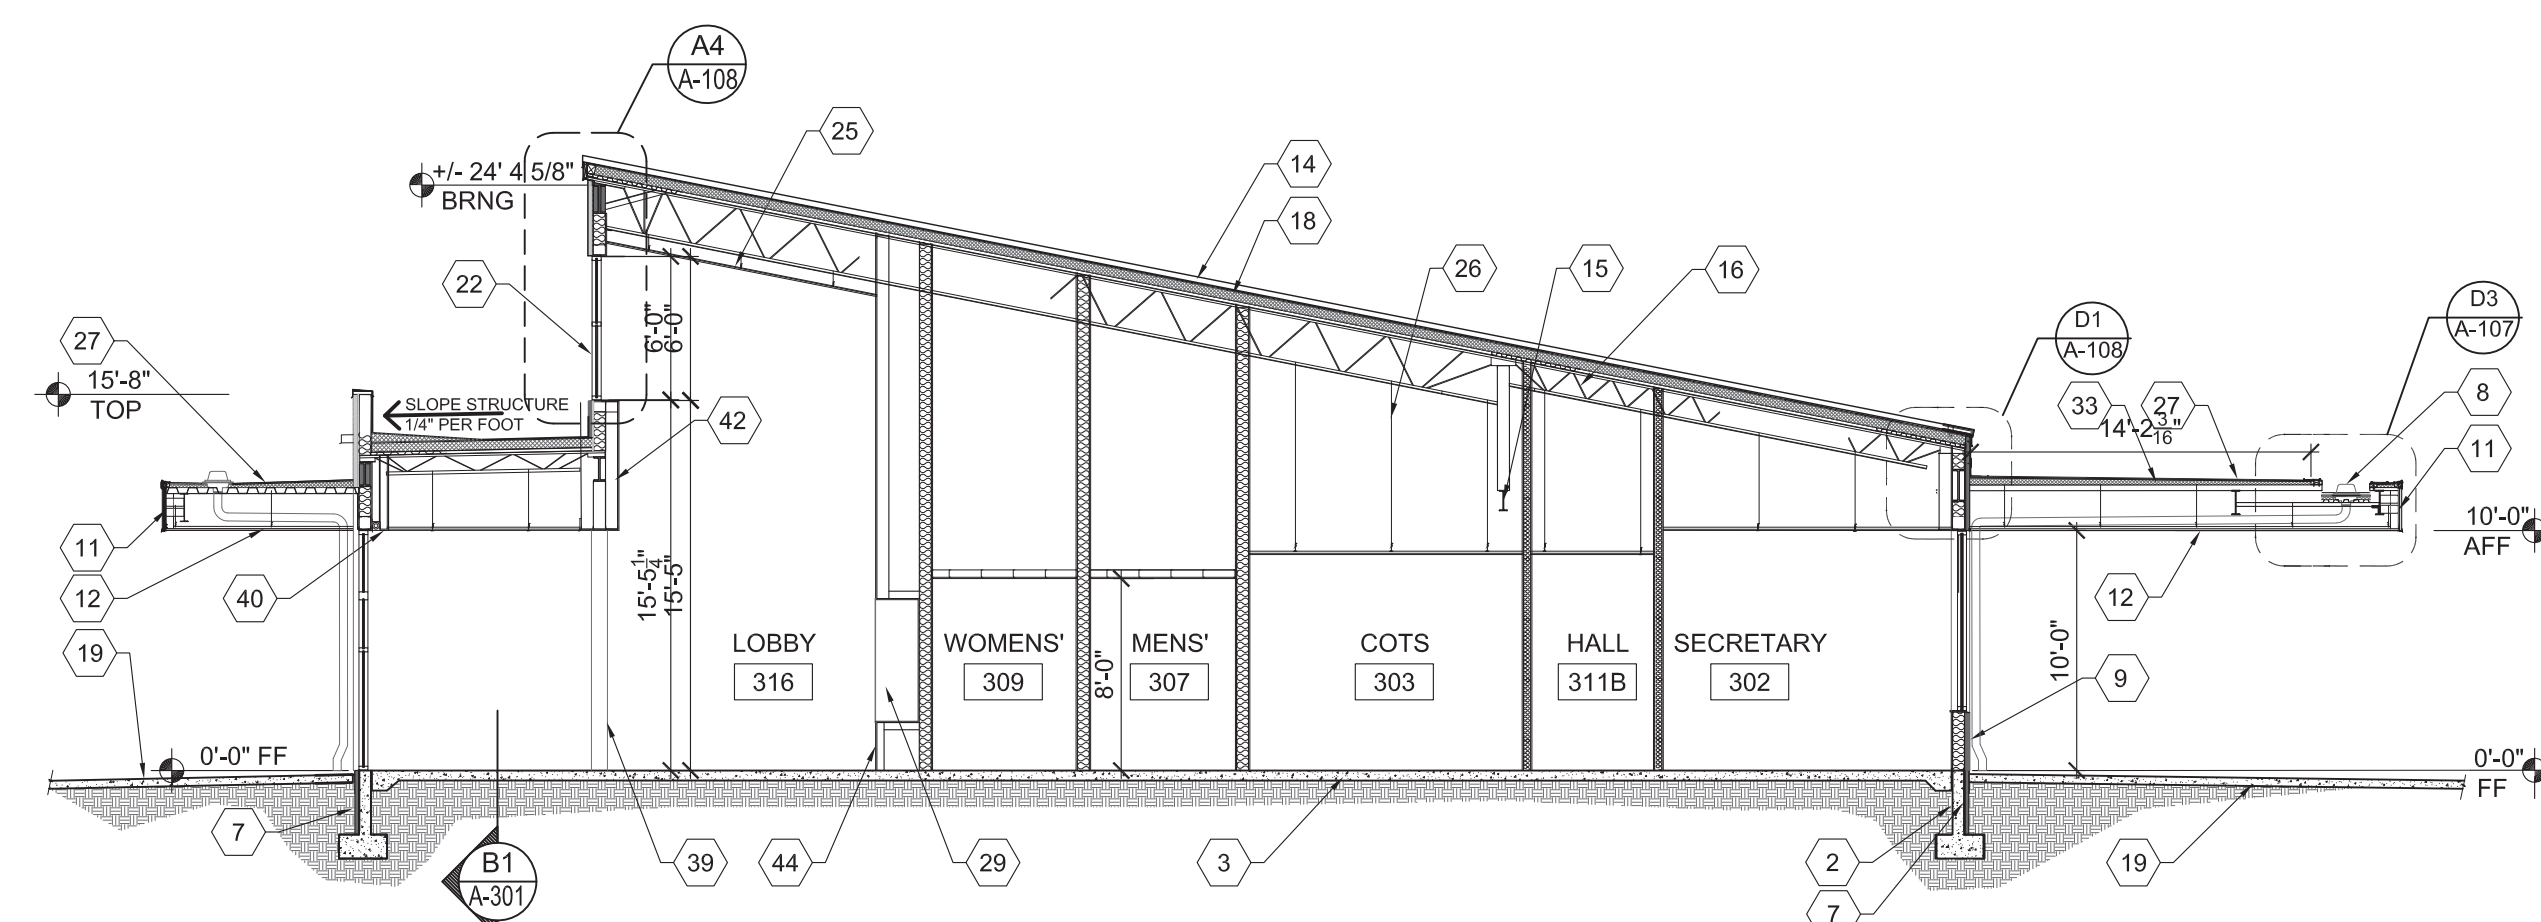 A4
A-108
25
+/- 24' 4 5/8"
BRNG
14
18
22
26
15
16
D3
A-107
D1
A-108
27
15'-8"
TOP
SLOPE STRUCTURE
1/4" PER FOOT
42
6'-0"
6'-0"
33
27
8
14'-2 3/16"
11
11
10'-0"
AFF
12
40
12
15'-5 1/4"
15'-5"
19
LOBBY
316
WOMENS'
309
MENS'
307
8'-0"
COTS
303
HALL
311B
SECRETARY
302
10'-0"
9
0'-0" FF
0'-0"
FF
7
B1
A-301
39
44
29
3
2
7
19